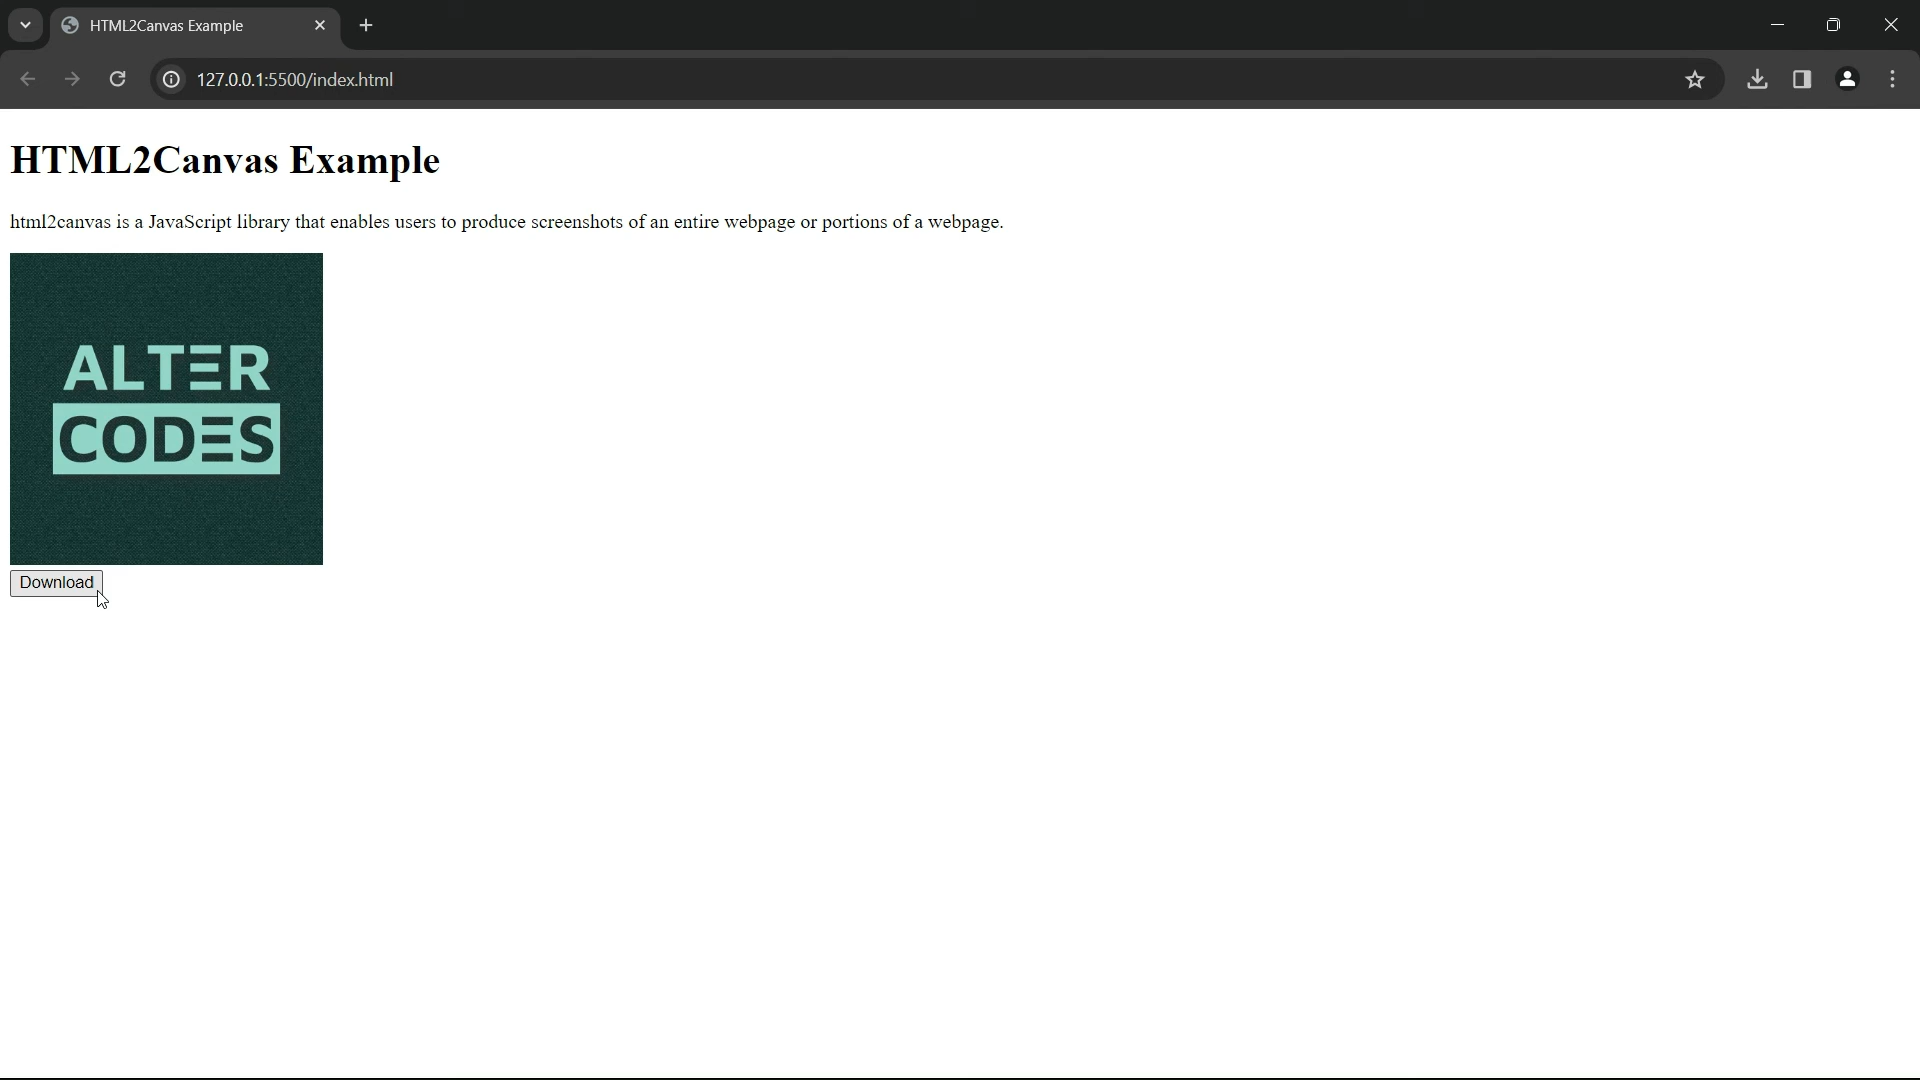 HTML2Canvas Example
127.0.0.1:5500/index.html
HTML2Canvas Example
html2canvas is a JavaScript library that enables users to produce screenshots of an entire webpage or portions of a webpage.
ALTER
CODES
Download